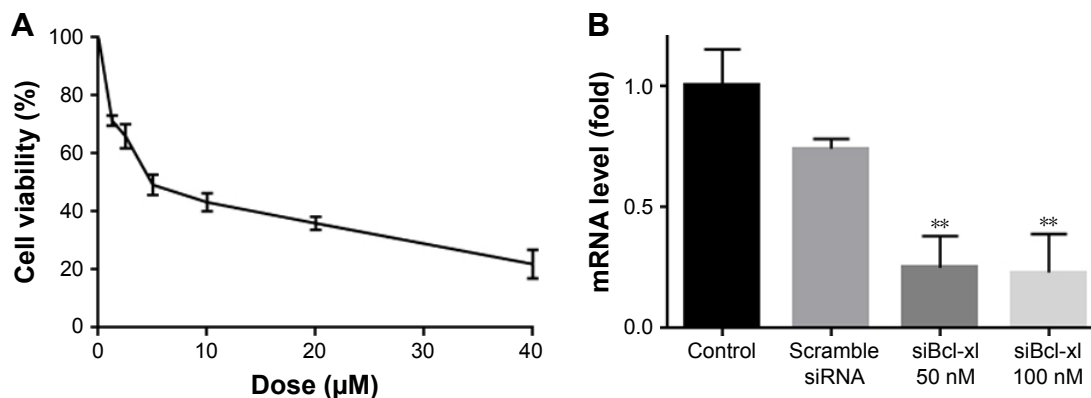 A
Cell viability (%)
100
80
60
40
20
0
0 10 20 30 40
Dose (µM)
B
mRNA level (fold)
1.0
0.5
0.0
** **
Control
Scramble
siRNA
siBcl-xl
50 nM
siBcl-xl
100 nM